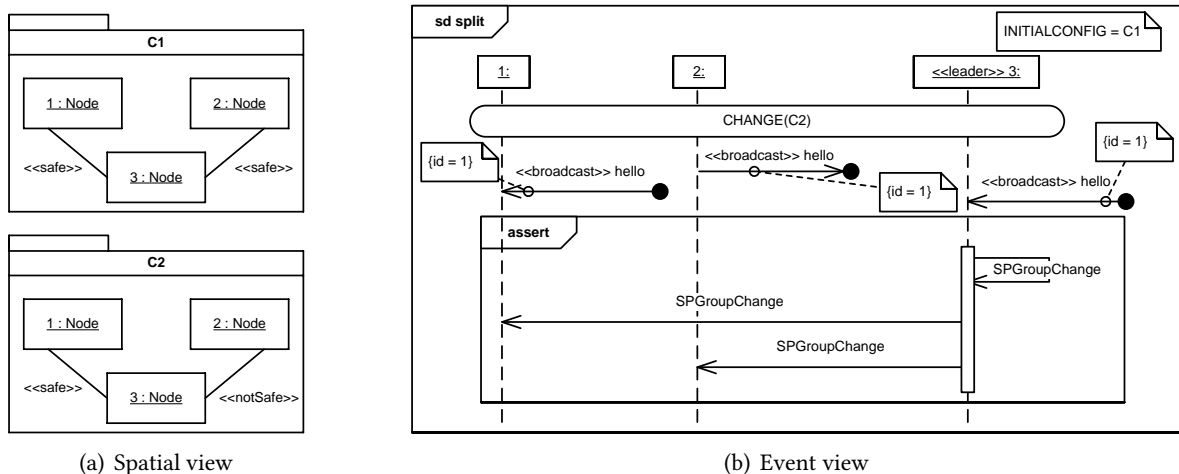 C1
1 : Node
2 : Node
<<safe>>
3 : Node
<<safe>>
C2
1 : Node
2 : Node
<<safe>>
3 : Node
<<notSafe>>
(a) Spatial view
sd split
INITIALCONFIG = C1
1:
2:
<<leader>> 3:
CHANGE(C2)
{id = 1}
<<broadcast>> hello
<<broadcast>> hello
{id = 1}
{id = 1}
<<broadcast>> hello
assert
SPGroupChange
SPGroupChange
SPGroupChange
(b) Event view